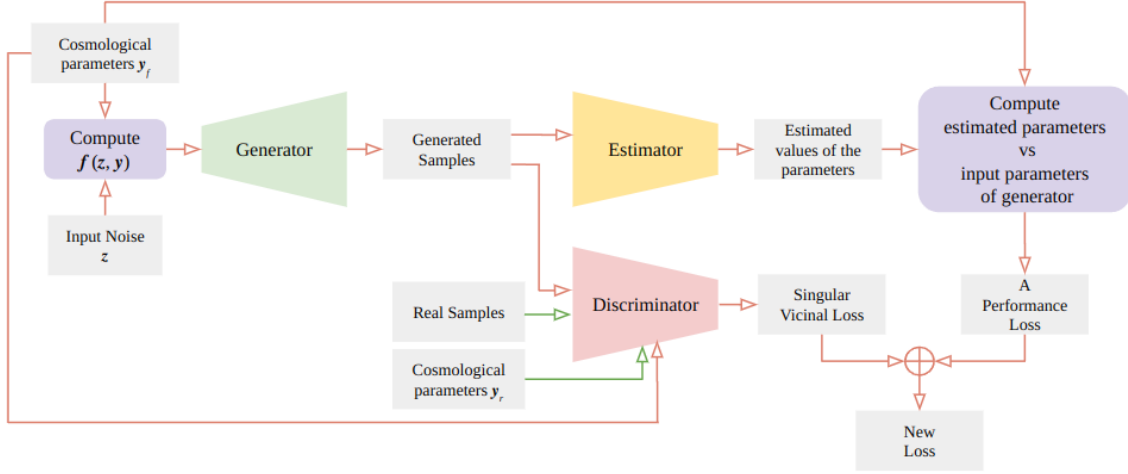 Cosmological
parameters y_f
Compute
f (z, y)
Input Noise
z
Generator
Generated
Samples
Estimator
Estimated
values of the
parameters
Compute
estimated parameters
vs
input parameters
of generator
Real Samples
Cosmological
parameters y_r
Discriminator
Singular
Vicinal Loss
A
Performance
Loss
New
Loss